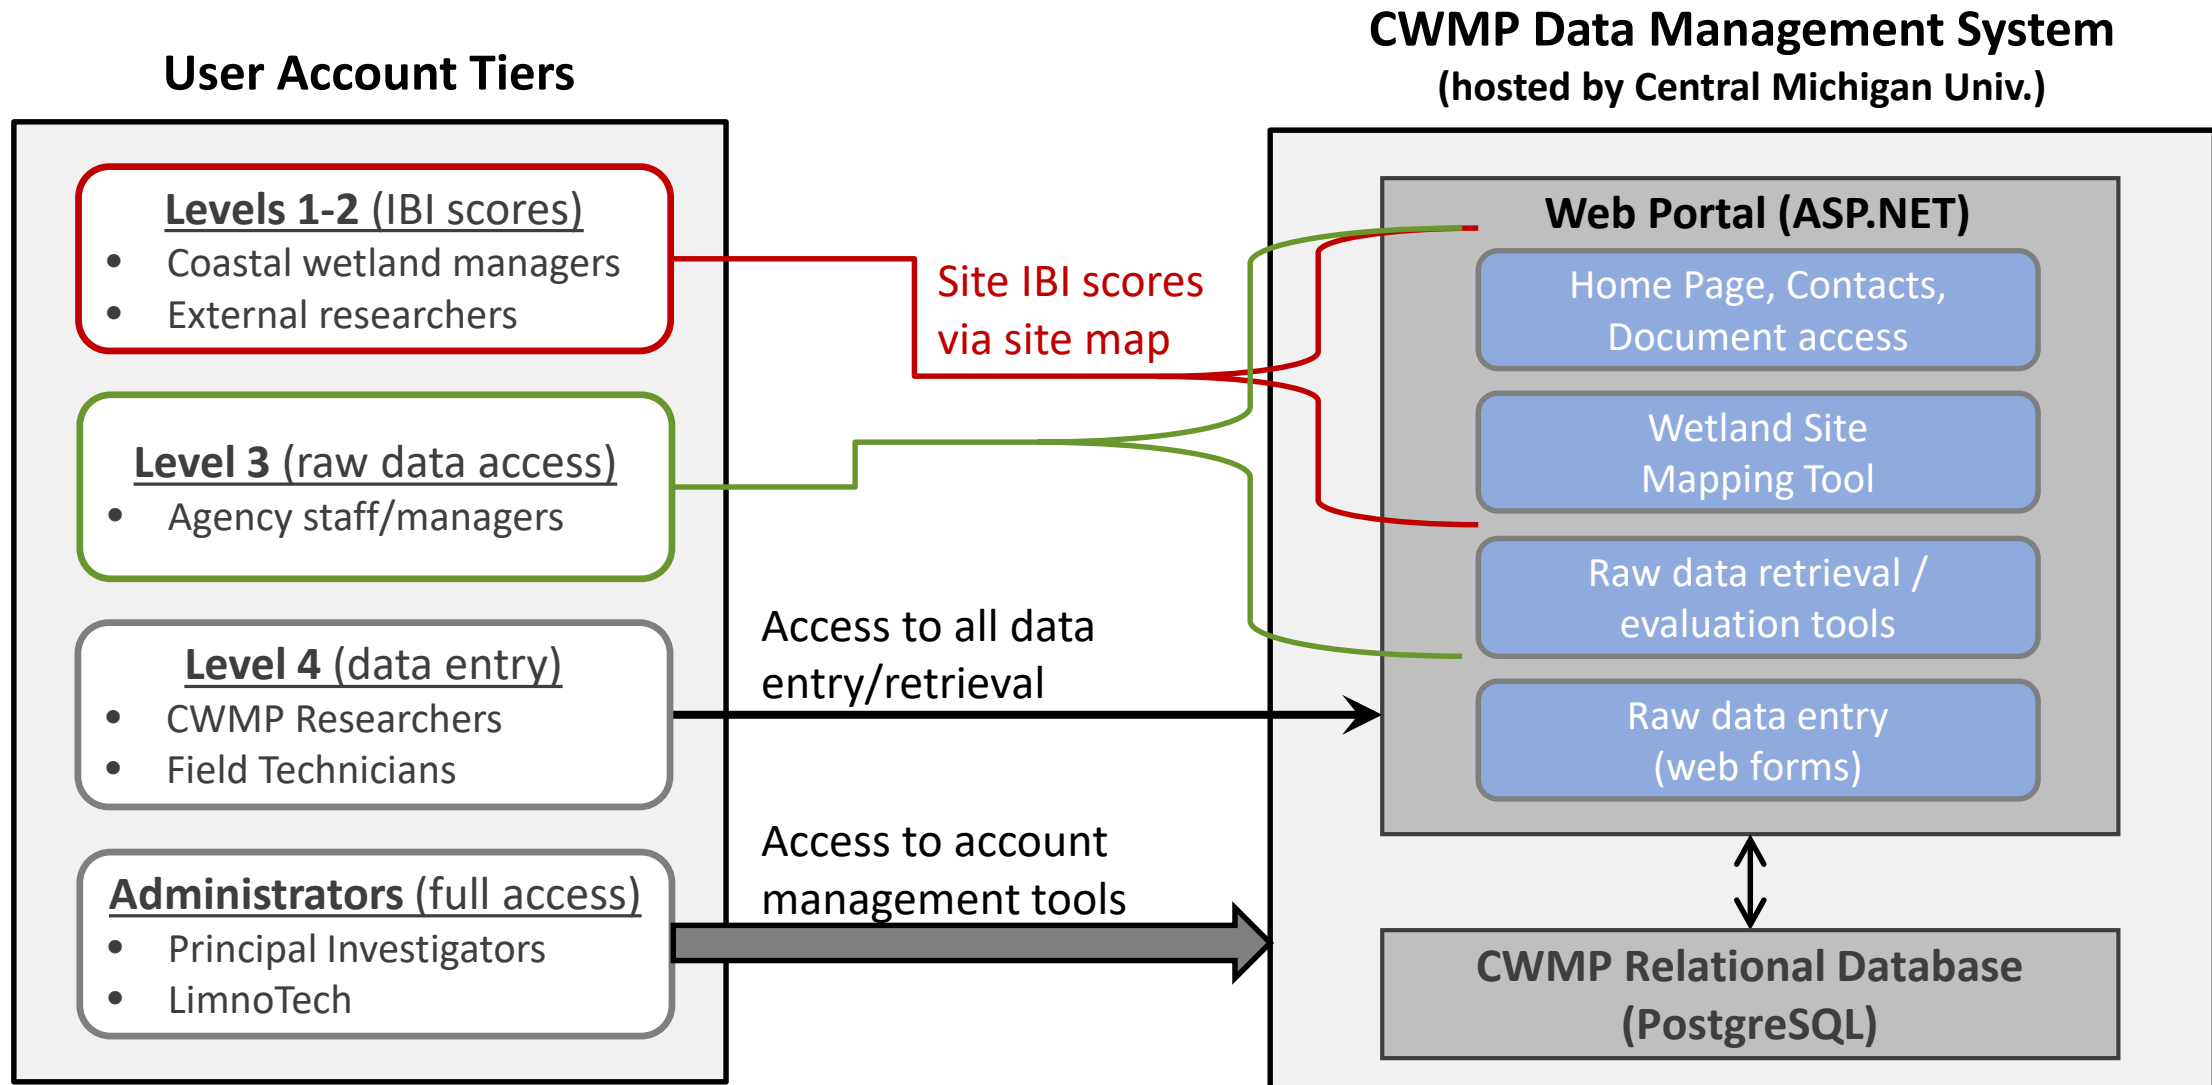 User Account Tiers
Levels 1-2 (IBI scores)
• Coastal wetland managers
• External researchers
Level 3 (raw data access)
• Agency staff/managers
Level 4 (data entry)
• CWMP Researchers
• Field Technicians
Administrators (full access)
• Principal Investigators
• LimnoTech
Site IBI scores
via site map
Access to all data
entry/retrieval
Access to account
management tools
CWMP Data Management System
(hosted by Central Michigan Univ.)
Web Portal (ASP.NET)
Home Page, Contacts,
Document access
Wetland Site
Mapping Tool
Raw data retrieval /
evaluation tools
Raw data entry
(web forms)
CWMP Relational Database
(PostgreSQL)